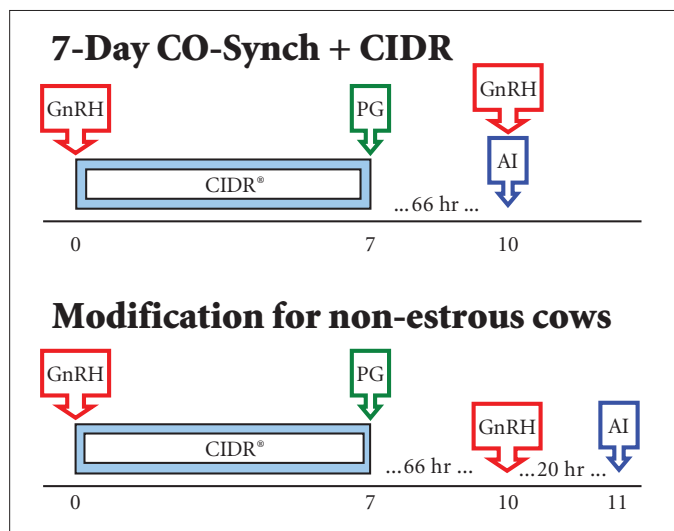 7-Day CO-Synch + CIDR
GnRH
GnRH
PG
AI
CIDR®
...66 hr ...
0
7
10
Modification for non-estrous cows
GnRH
PG
AI
GnRH
CIDR®
...66 hr ...
...20 hr ...
0
7
10
11